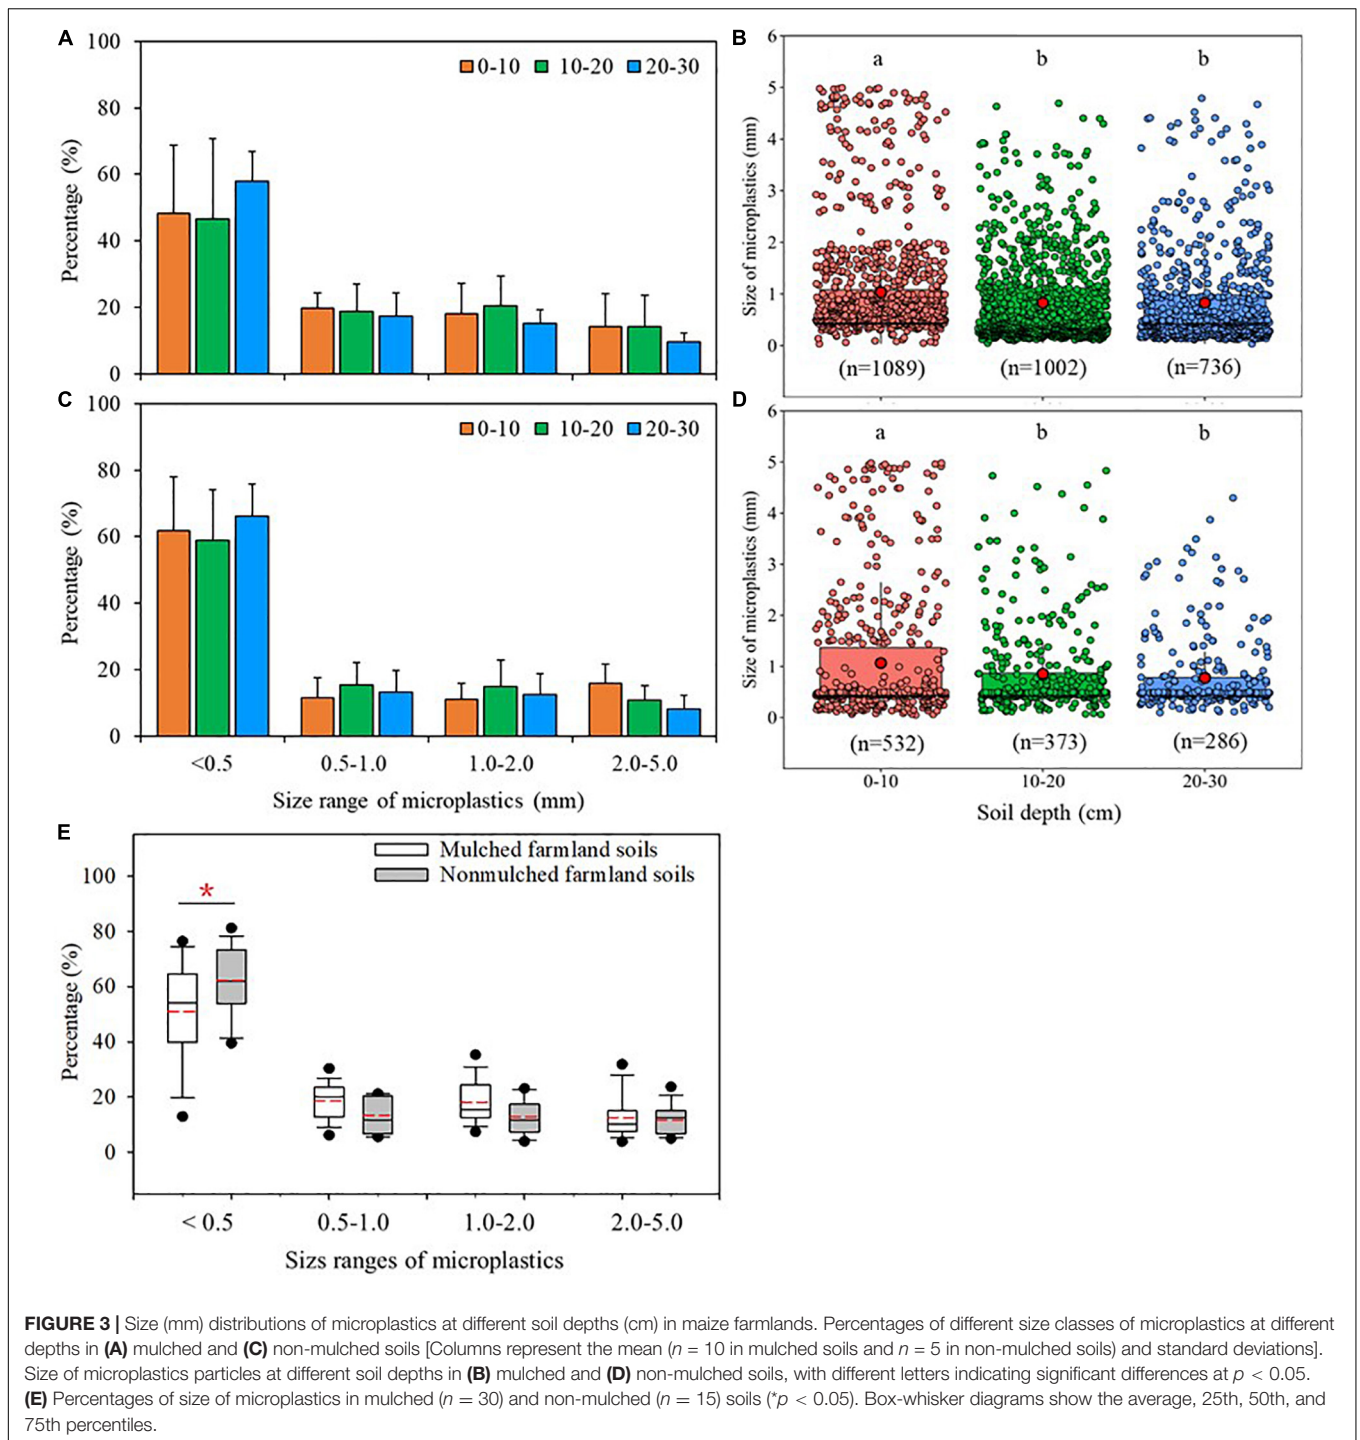 A
100
80
60
40
20
0
Percentage (%)
0-10 10-20 20-30
B
6
5
4
3
2
1
0
Size of microplastics (mm)
a b b
(n=1089) (n=1002) (n=736)
C
100
80
60
40
20
0
Percentage (%)
0-10 10-20 20-30
<0.5 0.5-1.0 1.0-2.0 2.0-5.0
Size range of microplastics (mm)
D
6
5
4
3
2
1
0
Size of microplastics (mm)
a b b
(n=532) (n=373) (n=286)
0-10 10-20 20-30
Soil depth (cm)
E
100
80
60
40
20
0
Percentage (%)
Mulched farmland soils
Nonmulched farmland soils
*
< 0.5 0.5-1.0 1.0-2.0 2.0-5.0
Sizs ranges of microplastics
FIGURE 3 | Size (mm) distributions of microplastics at different soil depths (cm) in maize farmlands. Percentages of different size classes of microplastics at different
depths in (A) mulched and (C) non-mulched soils [Columns represent the mean (n = 10 in mulched soils and n = 5 in non-mulched soils) and standard deviations].
Size of microplastics particles at different soil depths in (B) mulched and (D) non-mulched soils, with different letters indicating significant differences at p < 0.05.
(E) Percentages of size of microplastics in mulched (n = 30) and non-mulched (n = 15) soils (*p < 0.05). Box-whisker diagrams show the average, 25th, 50th, and
75th percentiles.